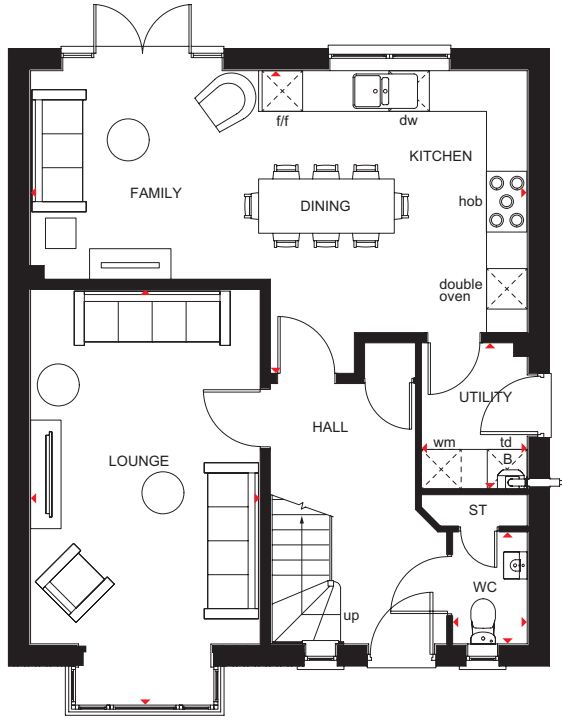 f/f
dw
KITCHEN
FAMILY
DINING
hob
double
oven
UTILITY
HALL
wm
td
B
LOUNGE
ST
WC
up